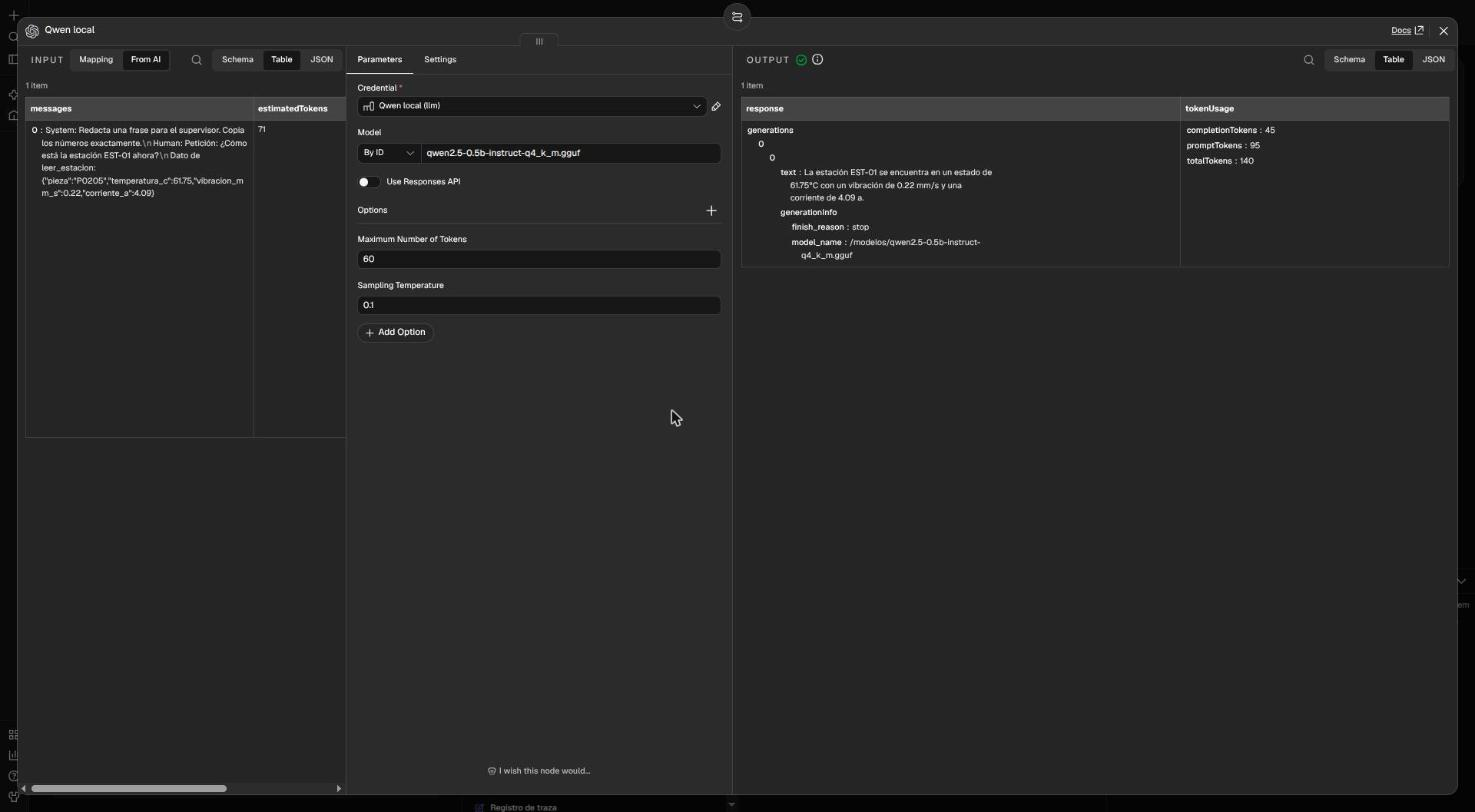 Qwen local
Docs
INPUT
Mapping
From AI
Schema
Table
JSON
1 item
messages
estimatedTokens
0 : System: Redacta una frase para el supervisor. Copia
los números exactamente.\n Human: Petición: ¿Cómo
está la estación EST-01 ahora?\n Dato de
leer_estacion:
{"pieza":"P0205","temperatura_c":61.75,"vibracion_m
m_s":0.22,"corriente_a":4.09}
71
Parameters
Settings
Credential *
Qwen local (llm)
Model
By ID
qwen2.5-0.5b-instruct-q4_k_m.gguf
Use Responses API
Options
Maximum Number of Tokens
60
Sampling Temperature
0.1
Add Option
I wish this node would...
OUTPUT
Schema
Table
JSON
1 item
response
tokenUsage
generations
0
0
text : La estación EST-01 se encuentra en un estado de
61.75°C con un vibración de 0.22 mm/s y una
corriente de 4.09 a.
generationInfo
finish_reason : stop
model_name : /modelos/qwen2.5-0.5b-instruct-
q4_k_m.gguf
completionTokens : 45
promptTokens : 95
totalTokens : 140
em
Registro de traza